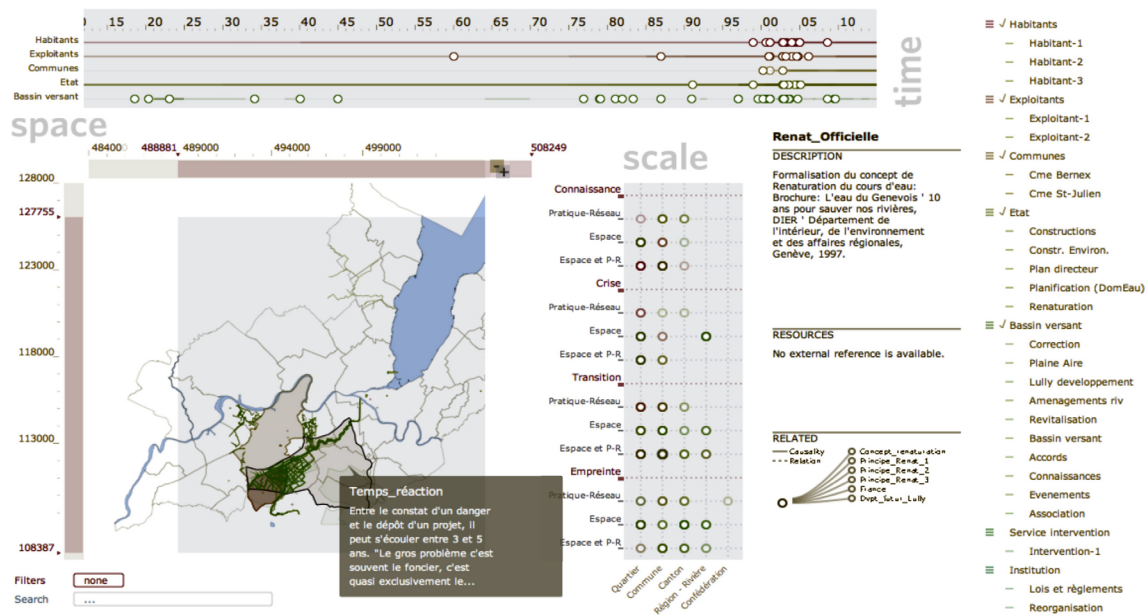 10 15 20 25 30 35 40 45 50 55 60 65 70 75 80 85 90 95 00 05 10
Habitants
Exploitants
Communes
Etat
Bassin versant
time
space
484000 488881 489000 494000 499000 508249
128000
127755
123000
118000
113000
108387
Temps_réaction
Entre le constat d'un danger
et le dépôt d'un projet, il
peut s'écouler entre 3 et 5
ans. "Le gros problème c'est
souvent le foncier, c'est
quasi exclusivement le...
Filters none
Search ...
scale
Connaissance
Pratique-Réseau
Espace
Espace et P-R
Crise
Pratique-Réseau
Espace
Espace et P-R
Transition
Pratique-Réseau
Espace
Espace et P-R
Empreinte
Pratique-Réseau
Espace
Espace et P-R
Quartier
Commune
Canton
Région - Rivière
Confédération
Renat_Officielle
DESCRIPTION
Formalisation du concept de
Renaturation du cours d'eau:
Brochure: L'eau du Genevois ' 10
ans pour sauver nos rivières,
DIER ' Département de
l'intérieur, de l'environnement
et des affaires régionales,
Genève, 1997.
RESOURCES
No external reference is available.
RELATED
Causality
Relation
Concept_renaturation
Principe_Renat_1
Principe_Renat_2
Principe_Renat_3
France
Dvpt_futur_Lully
Habitants
Habitant-1
Habitant-2
Habitant-3
Exploitants
Exploitant-1
Exploitant-2
Communes
Cme Bernex
Cme St-Julien
Etat
Constructions
Constr. Environ.
Plan directeur
Planification (DomEau)
Renaturation
Bassin versant
Correction
Plaine Aire
Lully developpement
Amenagements riv
Revitalisation
Bassin versant
Accords
Connaissances
Evenements
Association
Service intervention
Intervention-1
Institution
Lois et règlements
Reorganisation